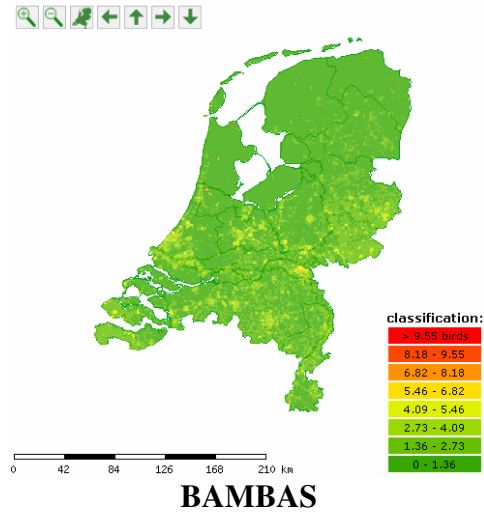 classification:
> 9.55 birds
8.18 - 9.55
6.82 - 8.18
5.46 - 6.82
4.09 - 5.46
2.73 - 4.09
1.36 - 2.73
0 - 1.36
0 42 84 126 168 210 km
BAMBAS